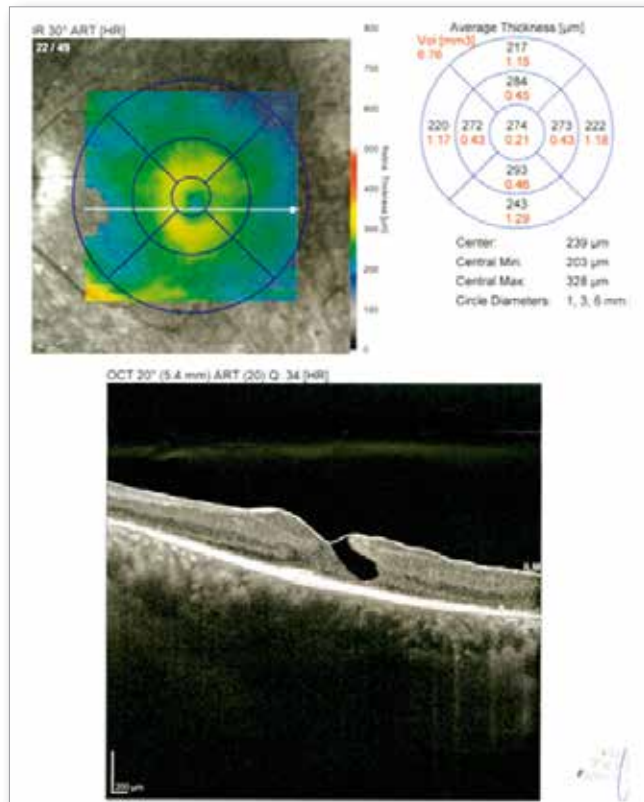 IR 30° ART [HR]
22 / 49
800
700
600
500
400
300
200
100
0
Retina Thickness [µm]
Average Thickness [µm]
Vol [mm3]
6.76
217
1.15
284
0.45
220
1.17
272
0.43
274
0.21
273
0.43
222
1.18
293
0.46
243
1.29
Center: 239 µm
Central Min: 203 µm
Central Max: 328 µm
Circle Diameters: 1, 3, 6 mm
OCT 20° (5.4 mm) ART (20) Q: 34 [HR]
200 µm